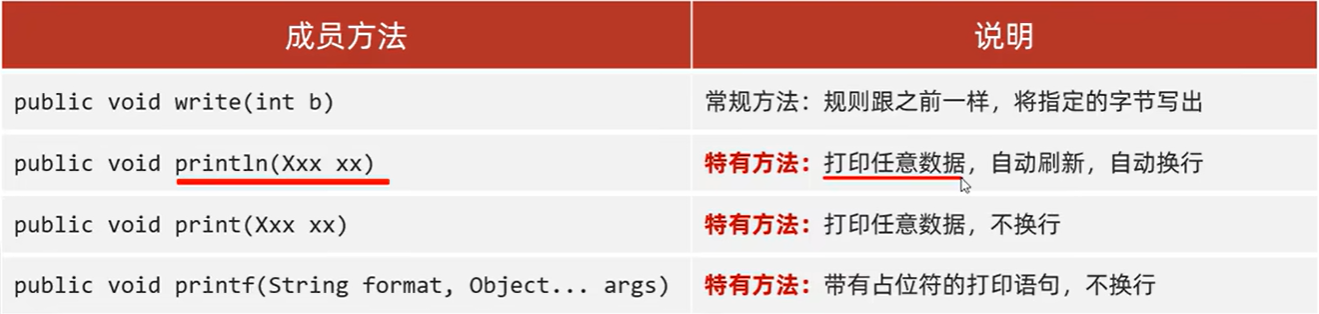 成员方法 说明
public void write(int b) 常规方法：规则跟之前一样，将指定的字节写出
public void println(Xxx xx) 特有方法：打印任意数据，自动刷新，自动换行
public void print(Xxx xx) 特有方法：打印任意数据，不换行
public void printf(String format, Object... args) 特有方法：带有占位符的打印语句，不换行